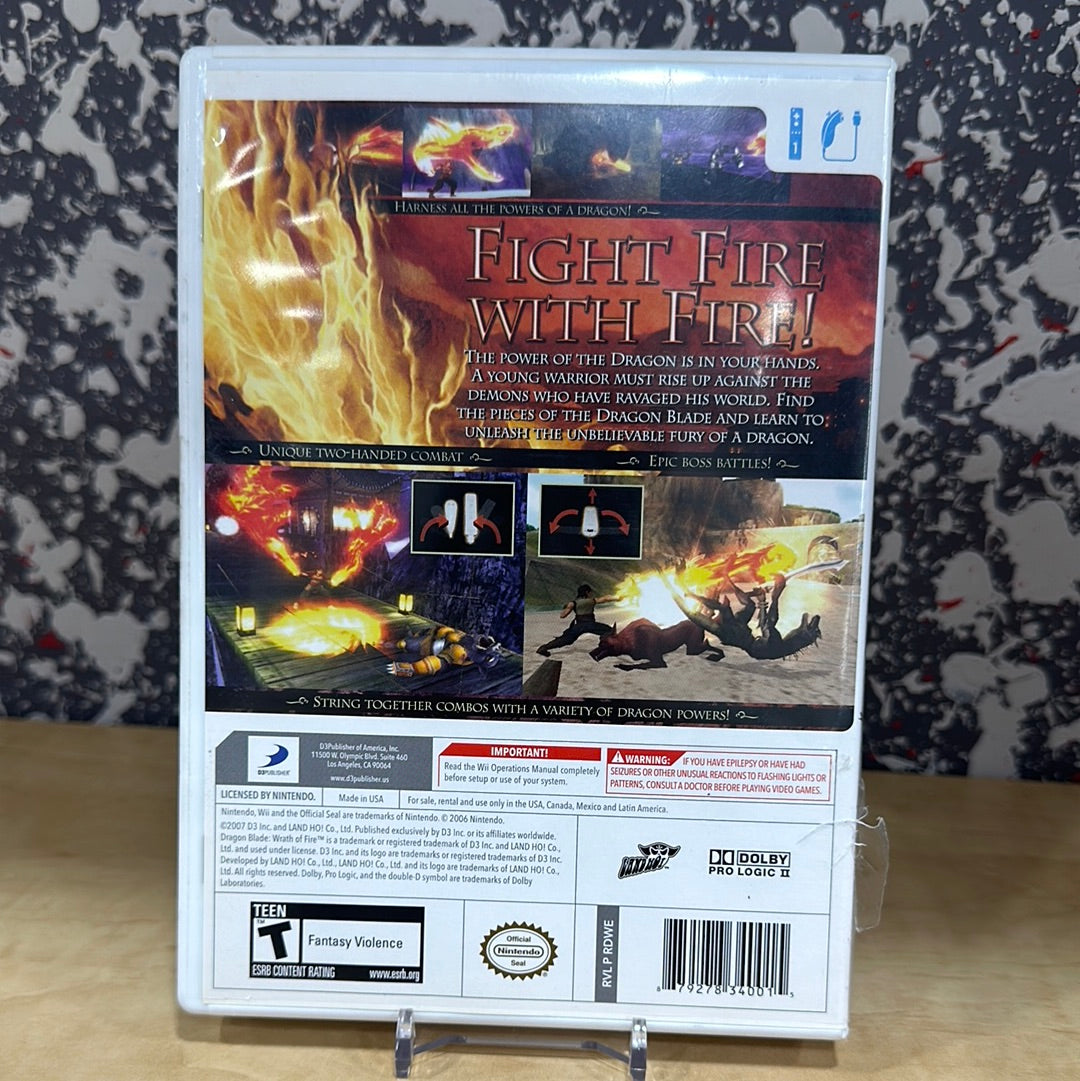 1
HARNESS ALL THE POWERS OF A DRAGON!
FIGHT FIRE
WITH FIRE!
THE POWER OF THE DRAGON IS IN YOUR HANDS.
A YOUNG WARRIOR MUST RISE UP AGAINST THE
DEMONS WHO HAVE RAVAGED HIS WORLD. FIND
THE PIECES OF THE DRAGON BLADE AND LEARN TO
UNLEASH THE UNBELIEVABLE FURY OF A DRAGON.
UNIQUE TWO-HANDED COMBAT
EPIC BOSS BATTLES!
STRING TOGETHER COMBOS WITH A VARIETY OF DRAGON POWERS!
D3PUBLISHER
D3Publisher of America, Inc.
11500 W. Olympic Blvd. Suite 460
Los Angeles, CA 90064
www.d3publisher.us
IMPORTANT!
Read the Wii Operations Manual completely
before setup or use of your system.
WARNING: IF YOU HAVE EPILEPSY OR HAVE HAD
SEIZURES OR OTHER UNUSUAL REACTIONS TO FLASHING LIGHTS OR
PATTERNS, CONSULT A DOCTOR BEFORE PLAYING VIDEO GAMES.
LICENSED BY NINTENDO.
Made in USA
For sale, rental and use only in the USA, Canada, Mexico and Latin America.
Nintendo, Wii and the Official Seal are trademarks of Nintendo. © 2006 Nintendo.
©2007 D3 Inc. and LAND HO! Co., Ltd. Published exclusively by D3 Inc. or its affiliates worldwide.
Dragon Blade: Wrath of Fire™ is a trademark or registered trademark of D3 Inc. and LAND HO! Co.,
Ltd. and used under license. D3 Inc. and its logo are trademarks or registered trademarks of D3 Inc.
Developed by LAND HO! Co., Ltd., LAND HO! Co., Ltd. and its logo are trademarks of LAND HO! Co.,
Ltd. All rights reserved. Dolby, Pro Logic, and the double-D symbol are trademarks of Dolby
Laboratories.
LAND HO!
DOLBY
PRO LOGIC II
TEEN
T
Fantasy Violence
ESRB CONTENT RATING www.esrb.org
Official
Nintendo
Seal
RVL P RDWE
8 79278 34001 5